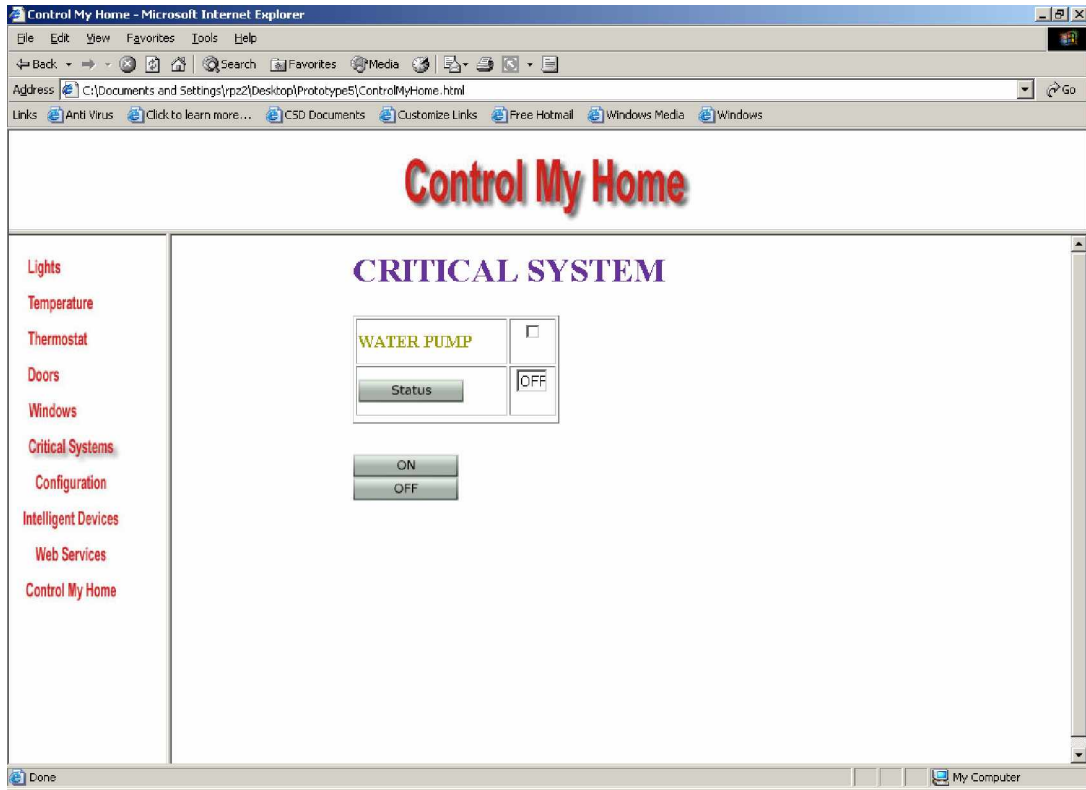 Control My Home - Microsoft Internet Explorer
File Edit View Favorites Tools Help
Back Search Favorites Media
Address C:\Documents and Settings\rpz2\Desktop\Prototype5\ControlMyHome.html Go
Links Anti Virus Click to learn more... CSD Documents Customize Links Free Hotmail Windows Media Windows
Control My Home
Lights
Temperature
Thermostat
Doors
Windows
Critical Systems
Configuration
Intelligent Devices
Web Services
Control My Home
CRITICAL SYSTEM
WATER PUMP
Status OFF
ON
OFF
Done My Computer